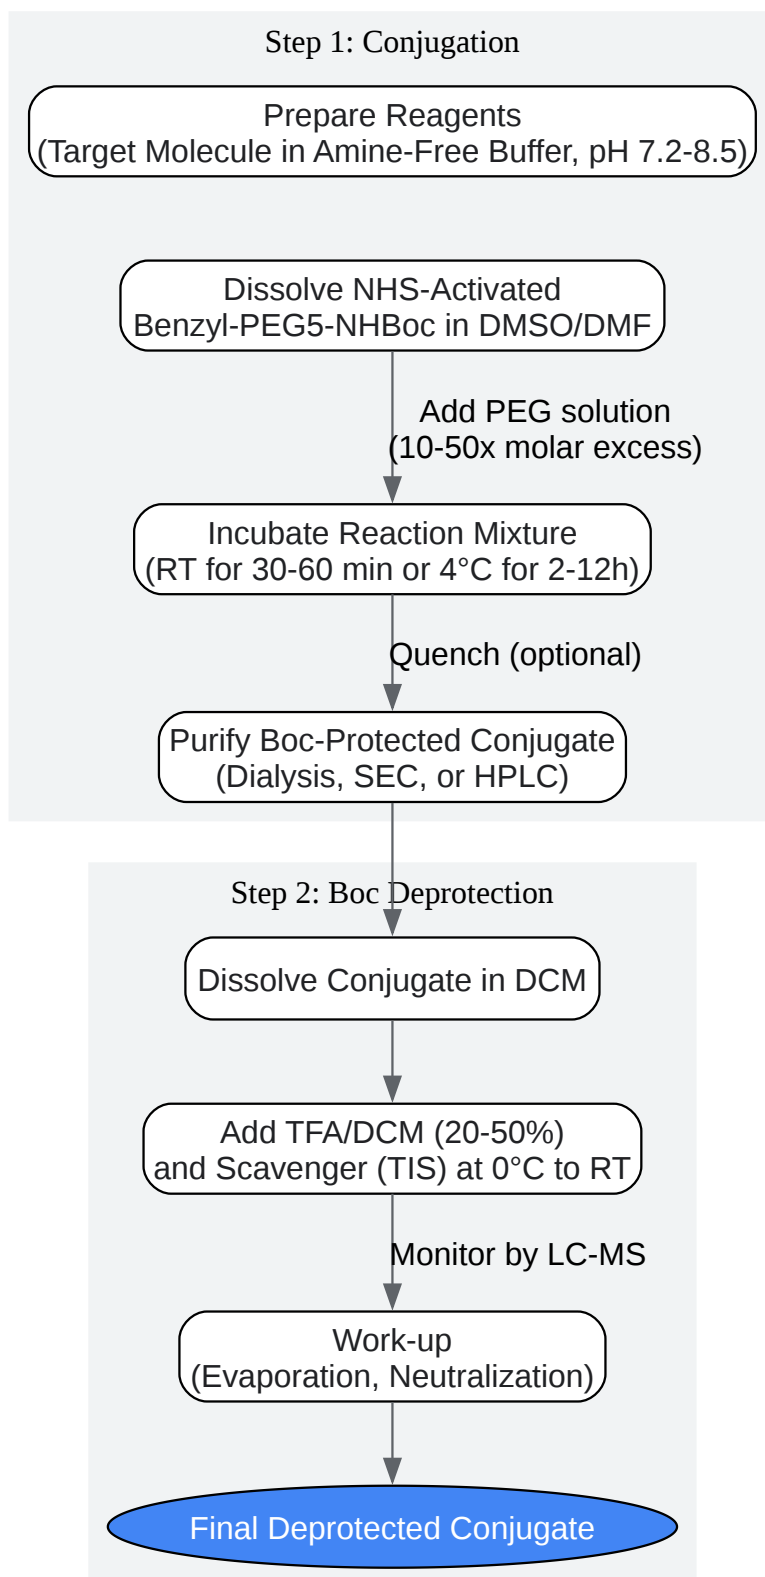 Step 1: Conjugation
Prepare Reagents
(Target Molecule in Amine-Free Buffer, pH 7.2-8.5)
Dissolve NHS-Activated
Benzyl-PEG5-NHBoc in DMSO/DMF
Add PEG solution
(10-50x molar excess)
Incubate Reaction Mixture
(RT for 30-60 min or 4°C for 2-12h)
Quench (optional)
Purify Boc-Protected Conjugate
(Dialysis, SEC, or HPLC)
Step 2: Boc Deprotection
Dissolve Conjugate in DCM
Add TFA/DCM (20-50%)
and Scavenger (TIS) at 0°C to RT
Monitor by LC-MS
Work-up
(Evaporation, Neutralization)
Final Deprotected Conjugate